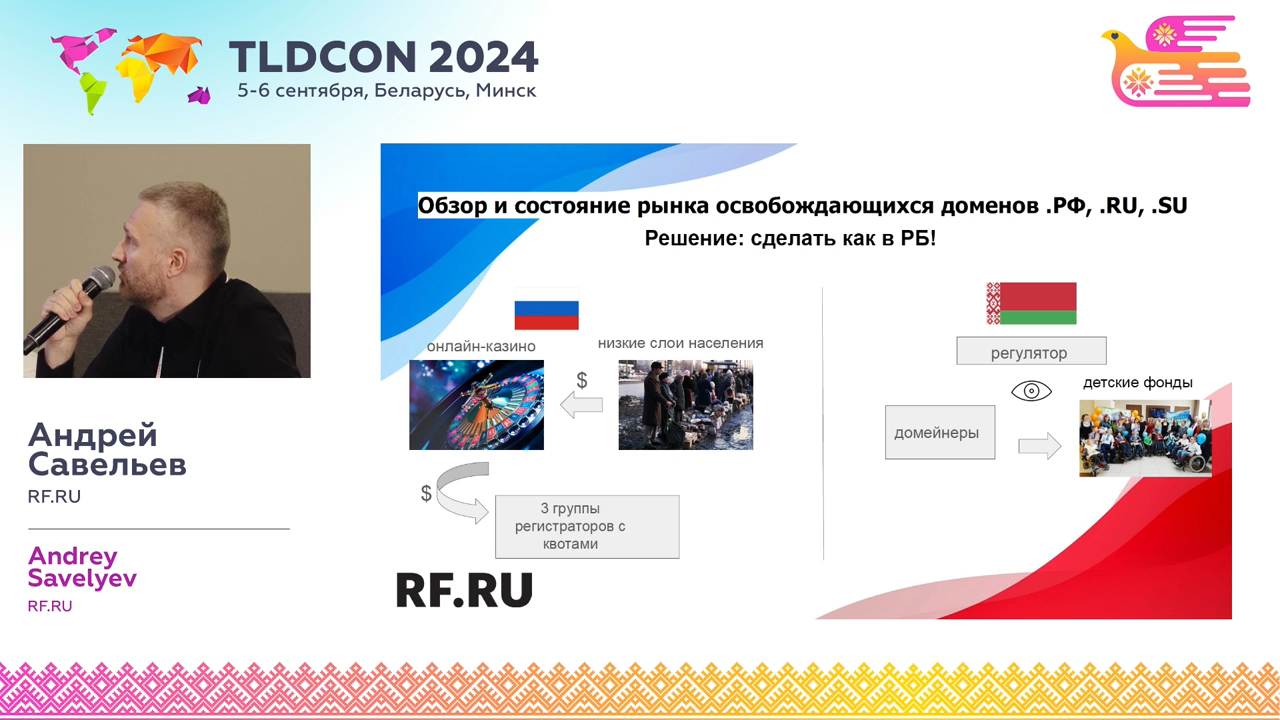 TLDCON 2024
5-6 сентября, Беларусь, Минск
Обзор и состояние рынка освобождающихся доменов .РФ, .RU, .SU
Решение: сделать как в РБ!
онлайн-казино
низкие слои населения
$
$
3 группы
регистраторов с
квотами
регулятор
детские фонды
домейнеры
RF.RU
Андрей
Савельев
RF.RU
Andrey
Savelyev
RF.RU